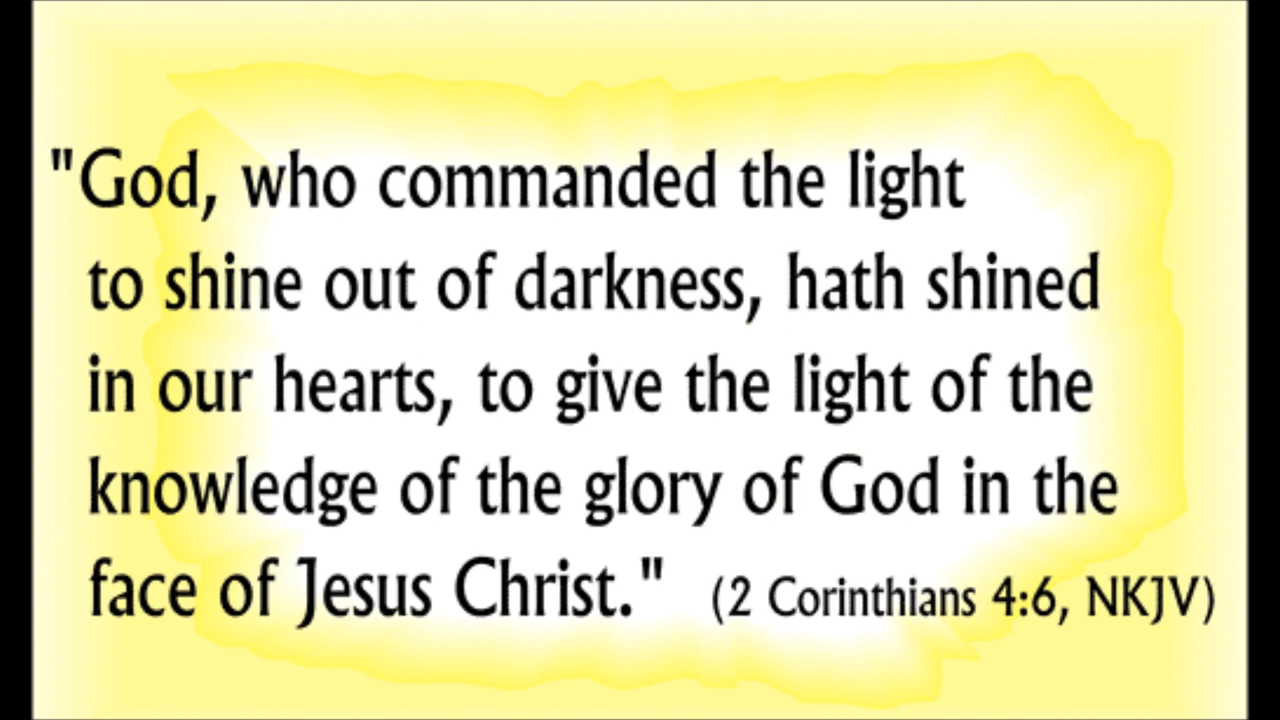 "God, who commanded the light
to shine out of darkness, hath shined
in our hearts, to give the light of the
knowledge of the glory of God in the
face of Jesus Christ." (2 Corinthians 4:6, NKJV)